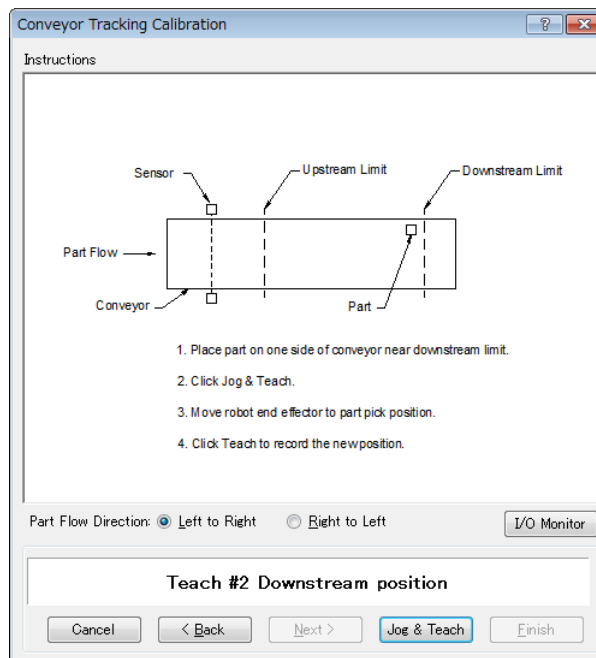 Conveyor Tracking Calibration
Instructions
Sensor
Upstream Limit
Downstream Limit
Part Flow
Conveyor
Part
1. Place part on one side of conveyor near downstream limit.
2. Click Jog & Teach.
3. Move robot end effector to part pick position.
4. Click Teach to record the new position.
Part Flow Direction: Left to Right Right to Left I/O Monitor
Teach #2 Downstream position
Cancel < Back Next > Jog & Teach Finish